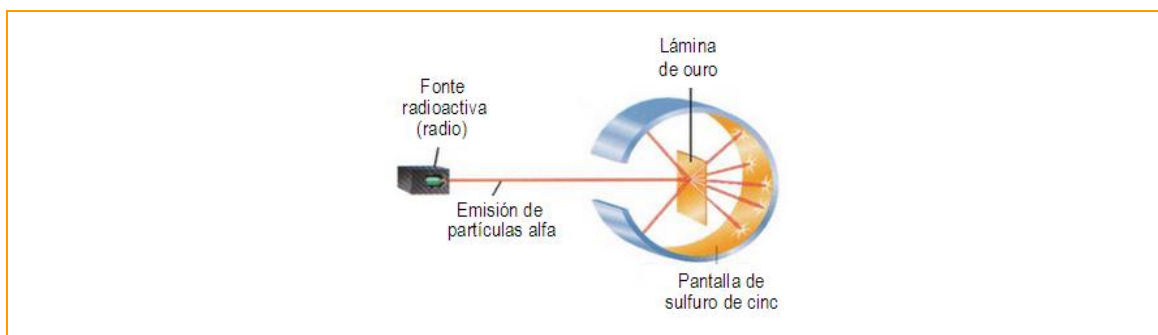 Lámina
de ouro
Fonte
radioactiva
(radio)
Emisión de
partículas alfa
Pantalla de
sulfuro de cinc